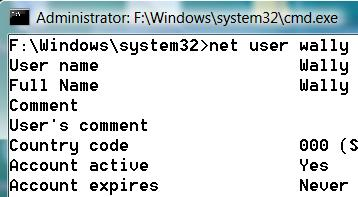 Administrator: F:\Windows\system32\cmd.exe
F:\Windows\system32>net user wally
User name Wally
Full Name Wally
Comment
User's comment
Country code 000 (S
Account active Yes
Account expires Never